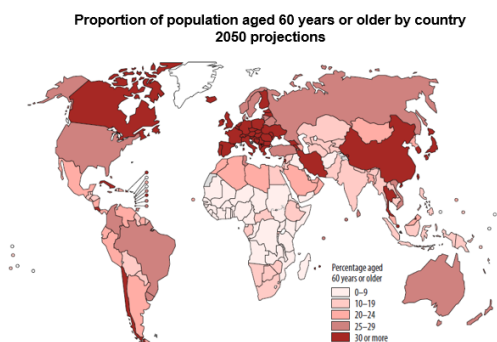 Proportion of population aged 60 years or older by country
2050 projections
Percentage aged
60 years or older
0–9
10–19
20–24
25–29
30 or more